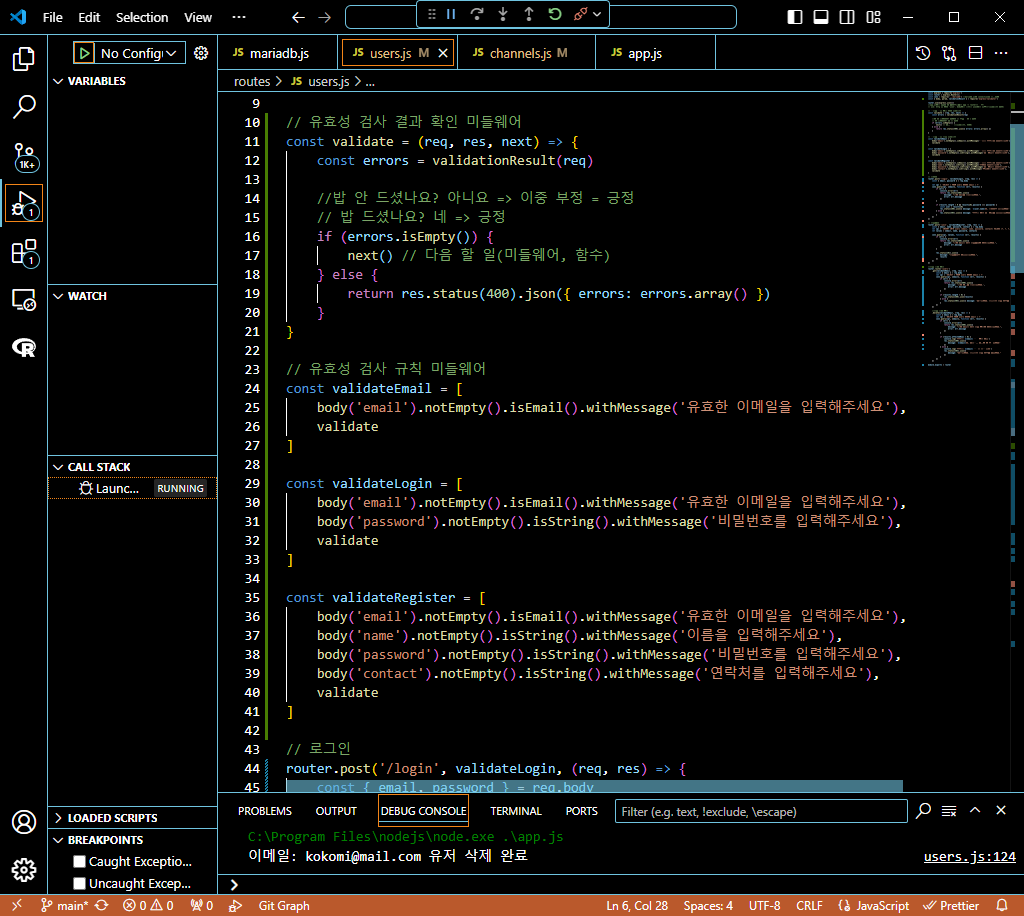 File Edit Selection View ...
No Config
JS mariadb.js
JS users.js M
JS channels.js M
JS app.js
routes > JS users.js > ...
VARIABLES
WATCH
CALL STACK
Launc... RUNNING
LOADED SCRIPTS
BREAKPOINTS
Caught Exceptio...
Uncaught Excep...
1K+
1
1
9
10 // 유효성 검사 결과 확인 미들웨어
11 const validate = (req, res, next) => {
12 const errors = validationResult(req)
13
14 //밥 안 드셨나요? 아니요 => 이중 부정 = 긍정
15 // 밥 드셨나요? 네 => 긍정
16 if (errors.isEmpty()) {
17 next() // 다음 할 일(미들웨어, 함수)
18 } else {
19 return res.status(400).json({ errors: errors.array() })
20 }
21 }
22
23 // 유효성 검사 규칙 미들웨어
24 const validateEmail = [
25 body('email').notEmpty().isEmail().withMessage('유효한 이메일을 입력해주세요'),
26 validate
27 ]
28
29 const validateLogin = [
30 body('email').notEmpty().isEmail().withMessage('유효한 이메일을 입력해주세요'),
31 body('password').notEmpty().isString().withMessage('비밀번호를 입력해주세요'),
32 validate
33 ]
34
35 const validateRegister = [
36 body('email').notEmpty().isEmail().withMessage('유효한 이메일을 입력해주세요'),
37 body('name').notEmpty().isString().withMessage('이름을 입력해주세요'),
38 body('password').notEmpty().isString().withMessage('비밀번호를 입력해주세요'),
39 body('contact').notEmpty().isString().withMessage('연락처를 입력해주세요'),
40 validate
41 ]
42
43 // 로그인
44 router.post('/login', validateLogin, (req, res) => {
45 const { email, password } = req.body
PROBLEMS OUTPUT DEBUG CONSOLE TERMINAL PORTS
Filter (e.g. text, !exclude, \escape)
C:\Program Files\nodejs\node.exe .\app.js
이메일: kokomi@mail.com 유저 삭제 완료 users.js:124
>
main* 0 0 0 Git Graph Ln 6, Col 28 Spaces: 4 UTF-8 CRLF {} JavaScript Prettier